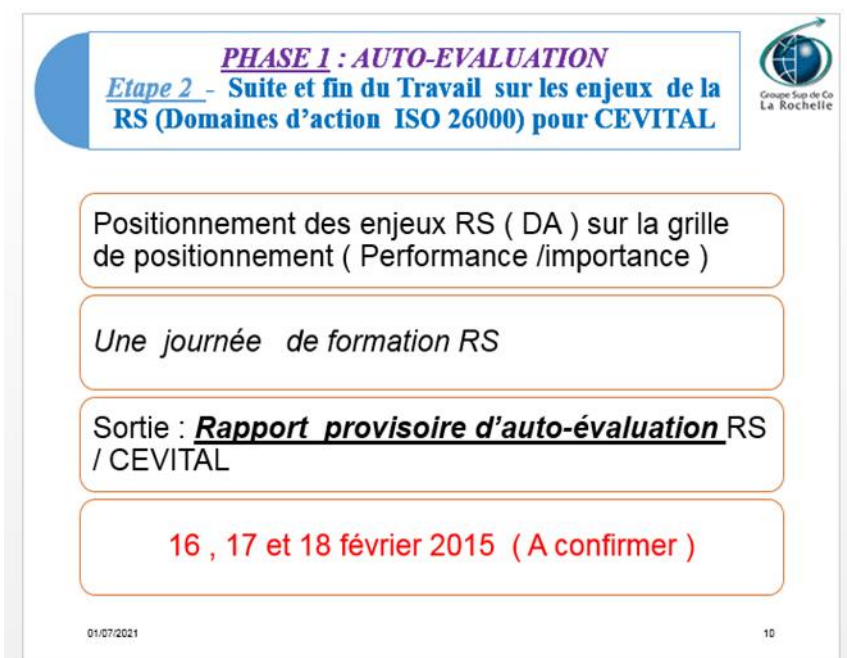 PHASE 1 : AUTO-EVALUATION
Etape 2 - Suite et fin du Travail sur les enjeux de la
RS (Domaines d'action ISO 26000) pour CEVITAL
Groupe Sup de Co
La Rochelle
Positionnement des enjeux RS ( DA ) sur la grille
de positionnement ( Performance /importance )
Une journée de formation RS
Sortie : Rapport provisoire d'auto-évaluation RS
/ CEVITAL
16 , 17 et 18 février 2015 ( A confirmer )
01/07/2021
10